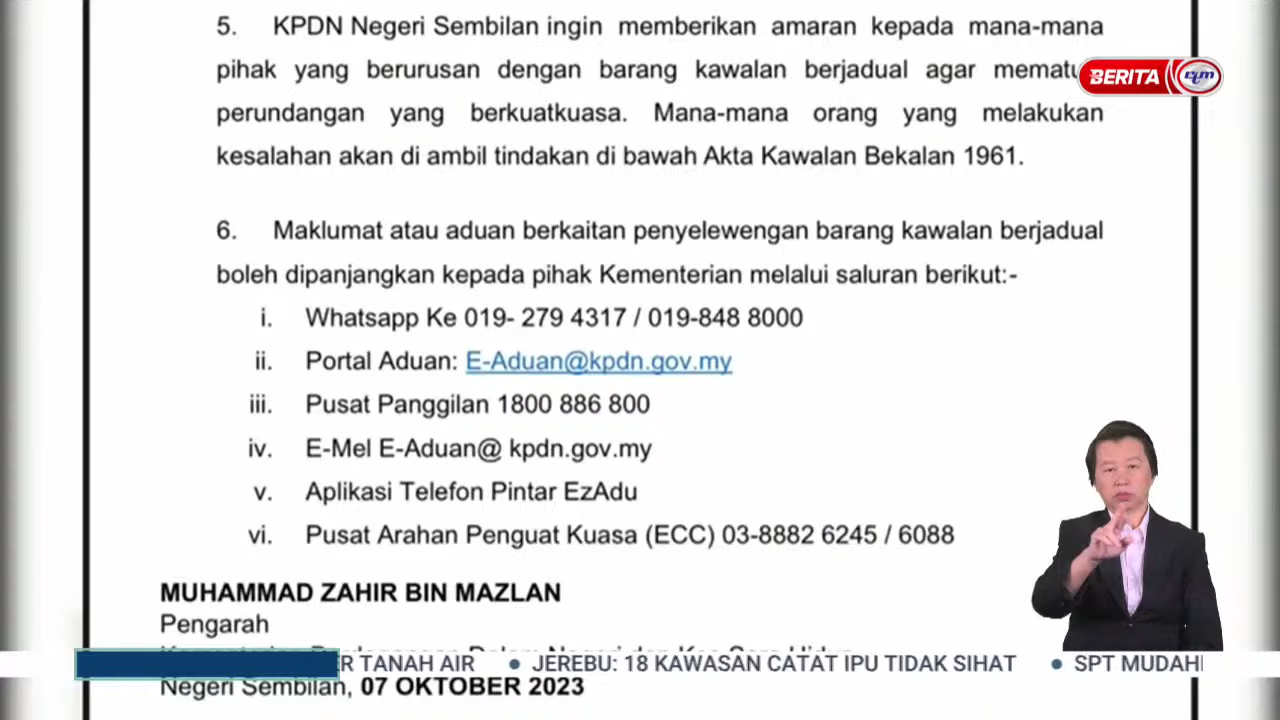 5. KPDN Negeri Sembilan ingin memberikan amaran kepada mana-mana
pihak yang berurusan dengan barang kawalan berjadual agar
perundangan yang berkuatkuasa. Mana-mana orang yang melakukan
kesalahan akan di ambil tindakan di bawah Akta Kawalan Bekalan 1961.
BERITA rtm
6. Maklumat atau aduan berkaitan penyelewengan barang kawalan berjadual
boleh dipanjangkan kepada pihak Kementerian melalui saluran berikut:-
i. Whatsapp Ke 019- 279 4317 / 019-848 8000
ii. Portal Aduan: E-Aduan@kpdn.gov.my
iii. Pusat Panggilan 1800 886 800
iv. E-Mel E-Aduan@ kpdn.gov.my
v. Aplikasi Telefon Pintar EzAdu
vi. Pusat Arahan Penguat Kuasa (ECC) 03-8882 6245 / 6088
MUHAMMAD ZAHIR BIN MAZLAN
Pengarah
TANAH AIR • JEREBU: 18 KAWASAN CATAT IPU TIDAK SIHAT • SPT
Negeri Sembilan, 07 OKTOBER 2023